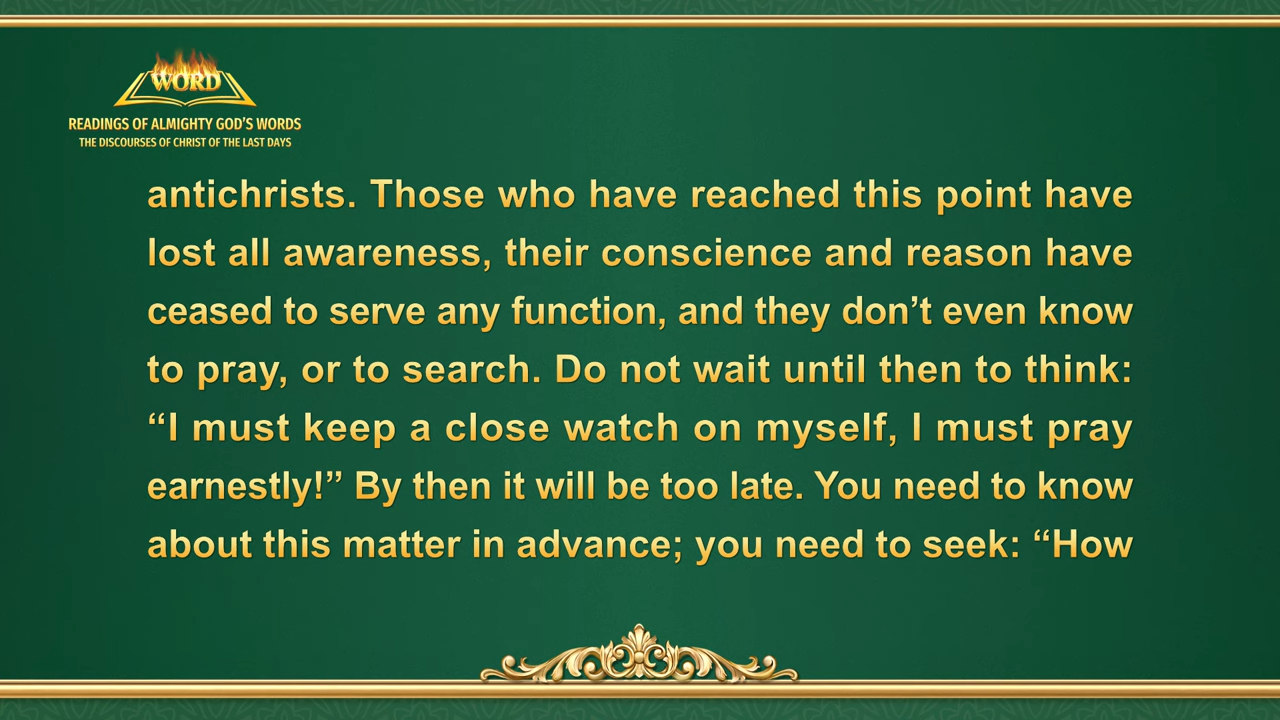 WORD
READINGS OF ALMIGHTY GOD'S WORDS
THE DISCOURSES OF CHRIST OF THE LAST DAYS
antichrists. Those who have reached this point have
lost all awareness, their conscience and reason have
ceased to serve any function, and they don’t even know
to pray, or to search. Do not wait until then to think:
“I must keep a close watch on myself, I must pray
earnestly!” By then it will be too late. You need to know
about this matter in advance; you need to seek: “How